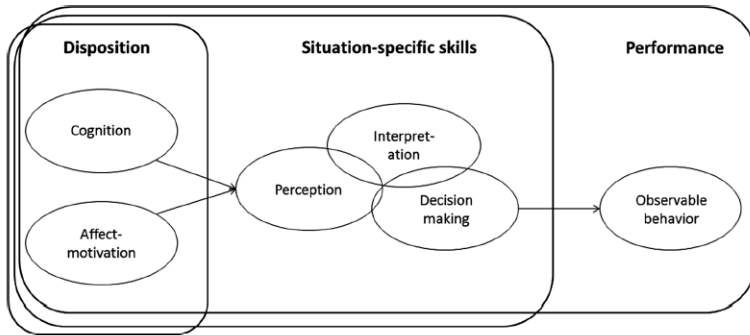 Disposition
Situation-specific skills
Performance
Cognition
Affect-
motivation
Perception
Interpret-
ation
Decision
making
Observable
behavior